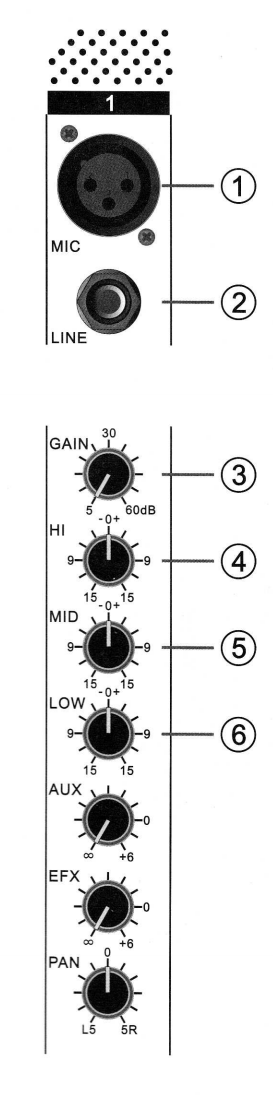 1
①
MIC
②
LINE
30
GAIN
③
5 60dB
-0+
HI
9 9 ④
15 15
-0+
MID
9 9 ⑤
15 15
-0+
LOW
9 9 ⑥
15 15
AUX
0
∞ +6
EFX
0
∞ +6
PAN 0
L5 5R